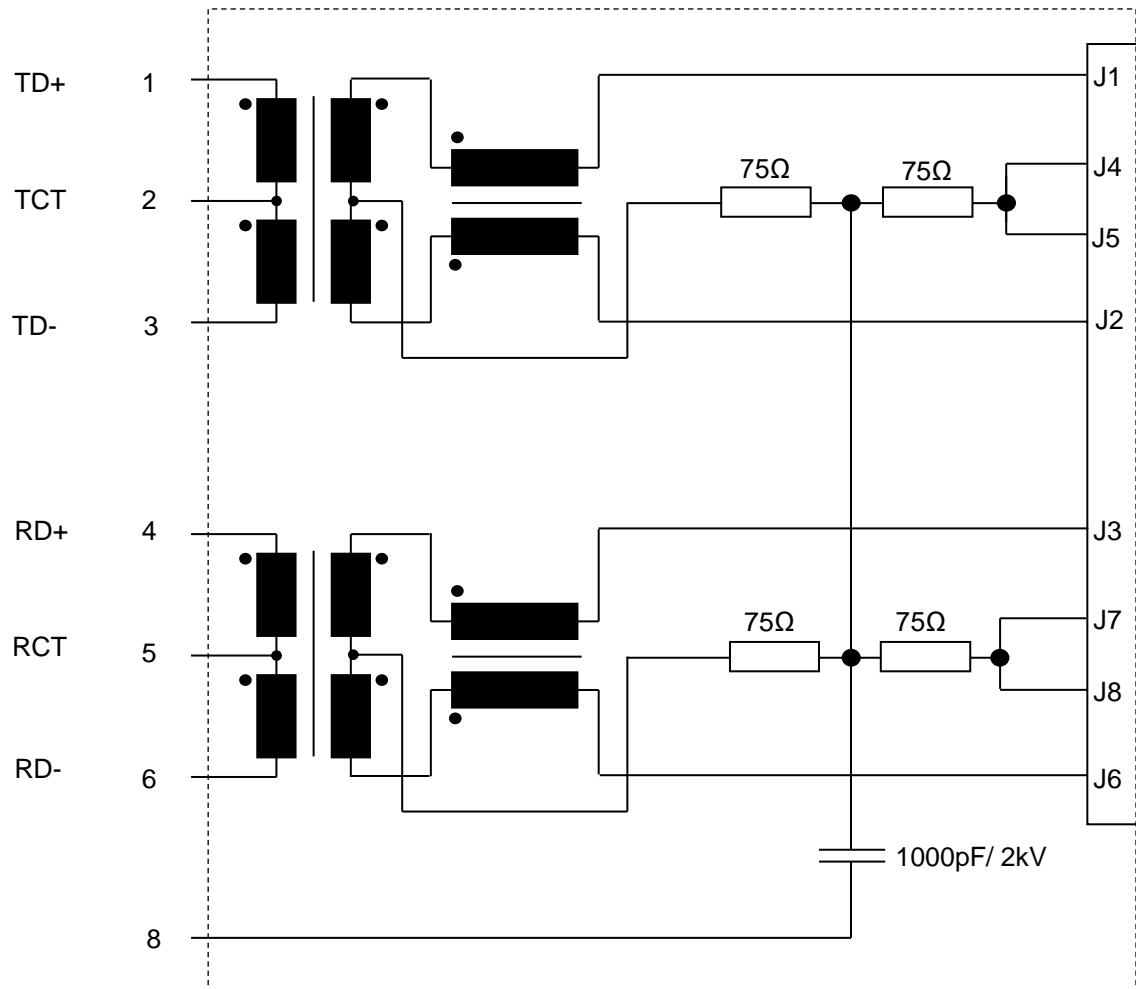 TD+ 1
J1
75Ω 75Ω
J4
TCT 2
J5
TD- 3
J2
RD+ 4
J3
75Ω 75Ω
J7
RCT 5
J8
RD- 6
J6
1000pF/ 2kV
8